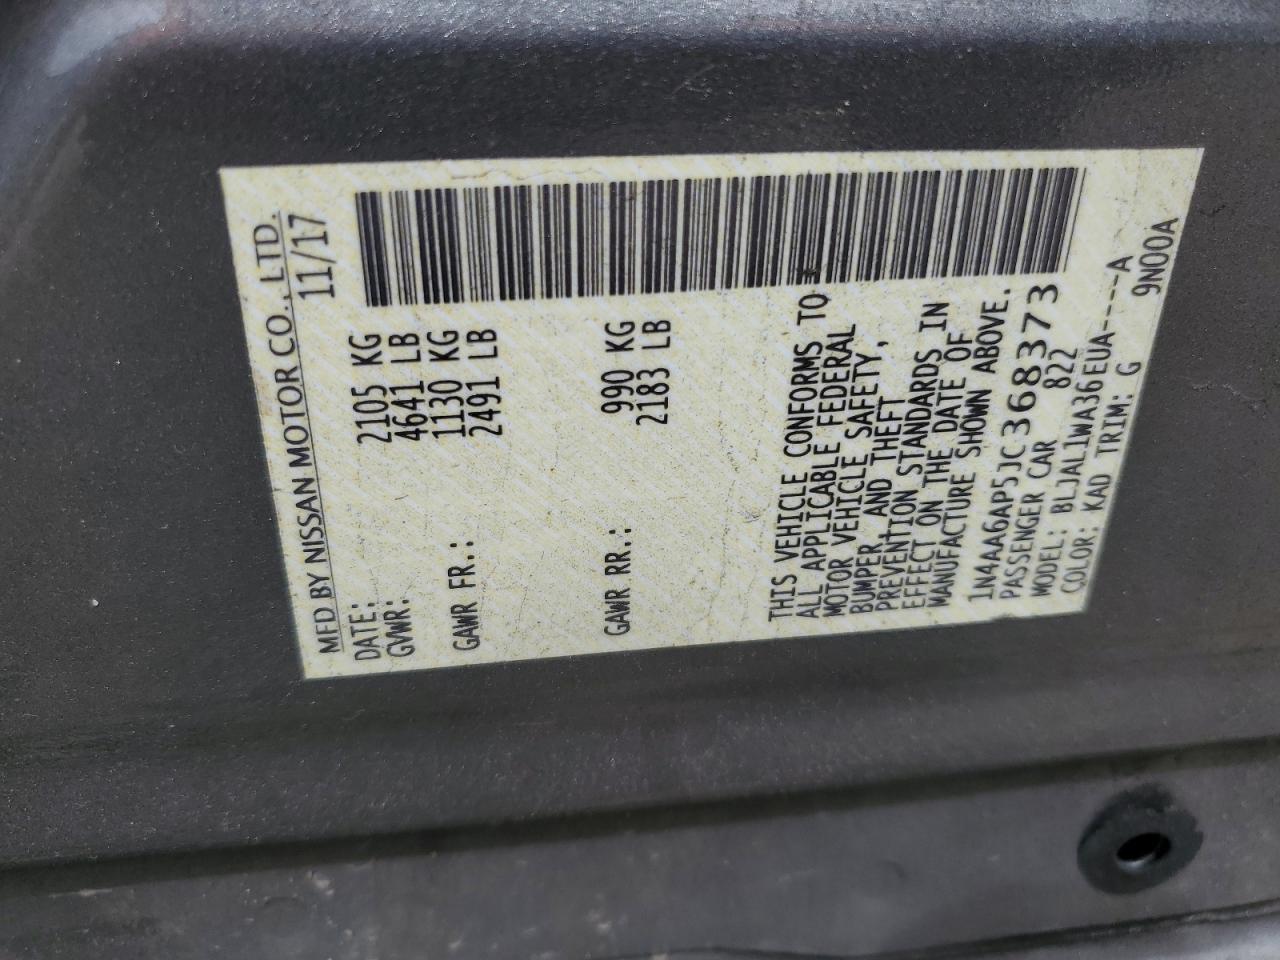 MFD BY NISSAN MOTOR CO., LTD.
DATE: 11/17
GVWR: 2105 KG
4641 LB
GAWR FR.: 1130 KG
2491 LB
GAWR RR.: 990 KG
2183 LB
THIS VEHICLE CONFORMS TO
ALL APPLICABLE FEDERAL
MOTOR VEHICLE SAFETY,
BUMPER, AND THEFT
PREVENTION STANDARDS IN
EFFECT ON THE DATE OF
MANUFACTURE SHOWN ABOVE.
1N4AA6AP5JC368373
PASSENGER CAR 822
MODEL: BLJALIWA36EUA----A
COLOR: KAD TRIM: G 9N00A